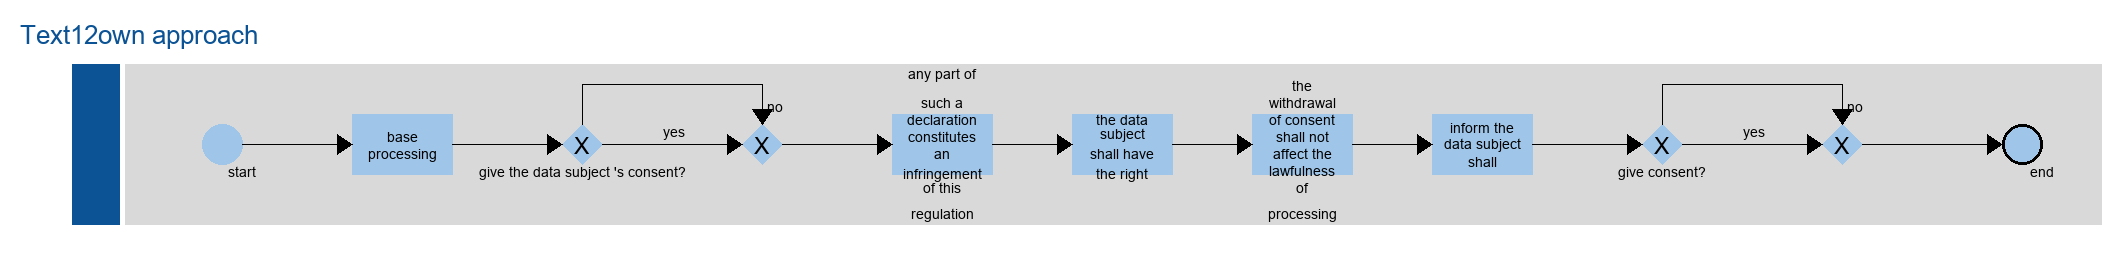 Text12own approach
start
base
processing
X
give the data subject 's consent?
yes
no
X
any part of
such a
declaration
constitutes
an
infringement
of this
regulation
the data
subject
shall have
the right
the
withdrawal
of consent
shall not
affect the
lawfulness
of
processing
inform the
data subject
shall
X
give consent?
yes
no
X
end